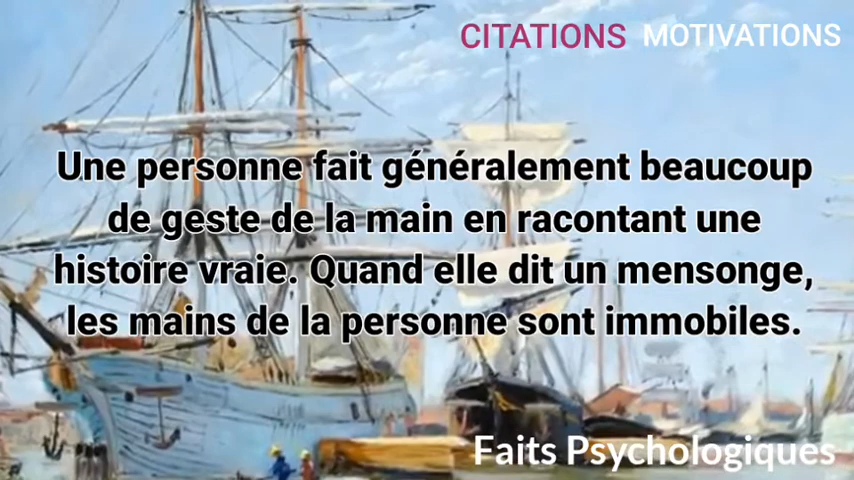 CITATIONS MOTIVATIONS
Une personne fait généralement beaucoup
de geste de la main en racontant une
histoire vraie. Quand elle dit un mensonge,
les mains de la personne sont immobiles.
Faits Psychologiques